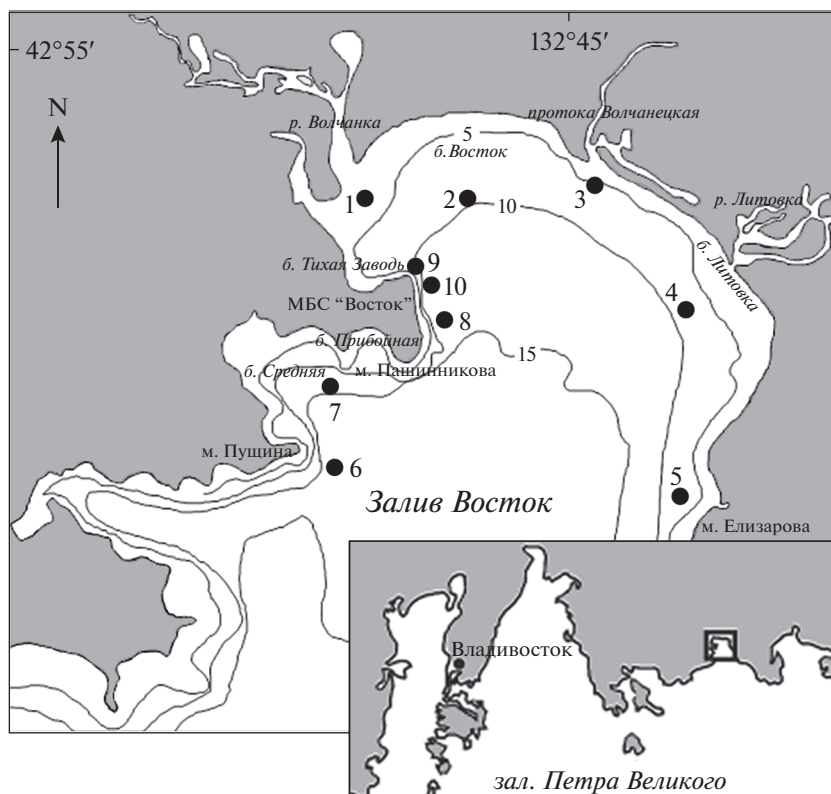 42°55′
132°45′
N
р. Волчанка
протока Волчанецкая
5
б. Восток
р. Литовка
1
2
3
10
б. Литовка
б. Тихая Заводь
9
10
МБС “Восток”
8
4
б. Прибойная
15
б. Средняя
м. Пашинникова
7
м. Пущина
6
5
Залив Восток
м. Елизарова
Владивосток
зал. Петра Великого